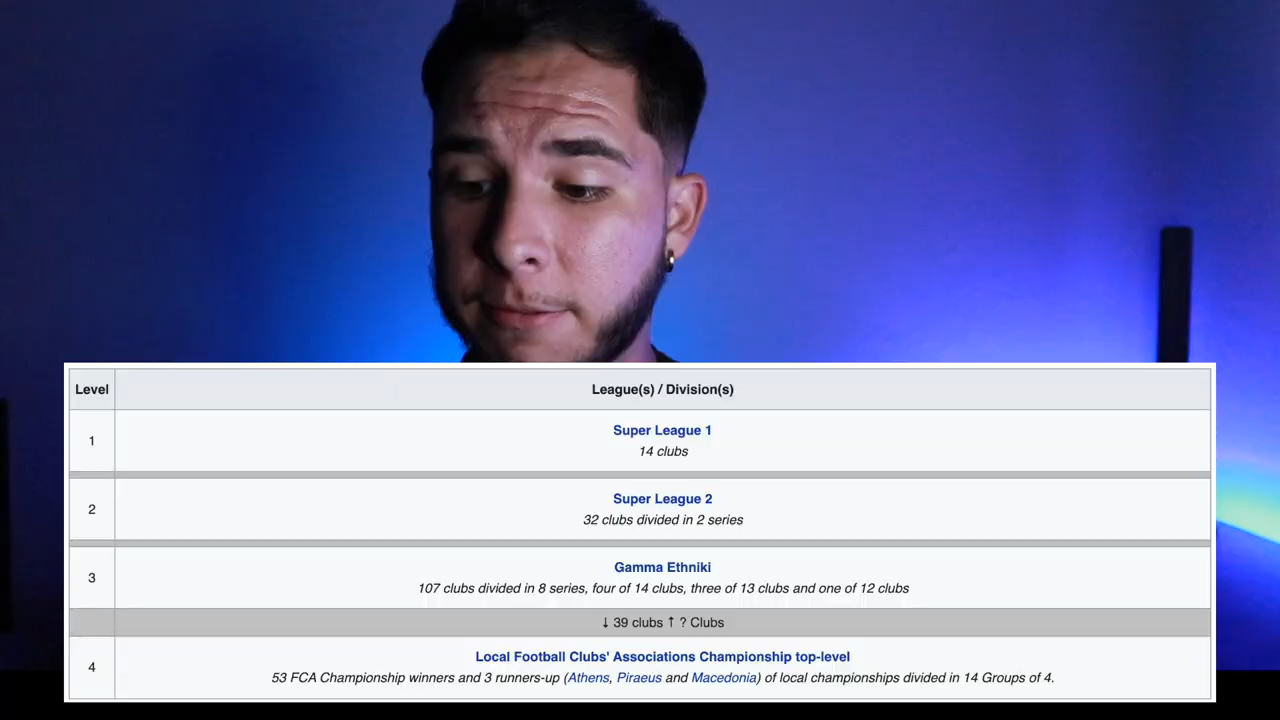 Level League(s) / Division(s)
1
Super League 1
14 clubs
2
Super League 2
32 clubs divided in 2 series
3
Gamma Ethniki
107 clubs divided in 8 series, four of 14 clubs, three of 13 clubs and one of 12 clubs
↓ 39 clubs ↑ ? Clubs
4
Local Football Clubs' Associations Championship top-level
53 FCA Championship winners and 3 runners-up (Athens, Piraeus and Macedonia) of local championships divided in 14 Groups of 4.